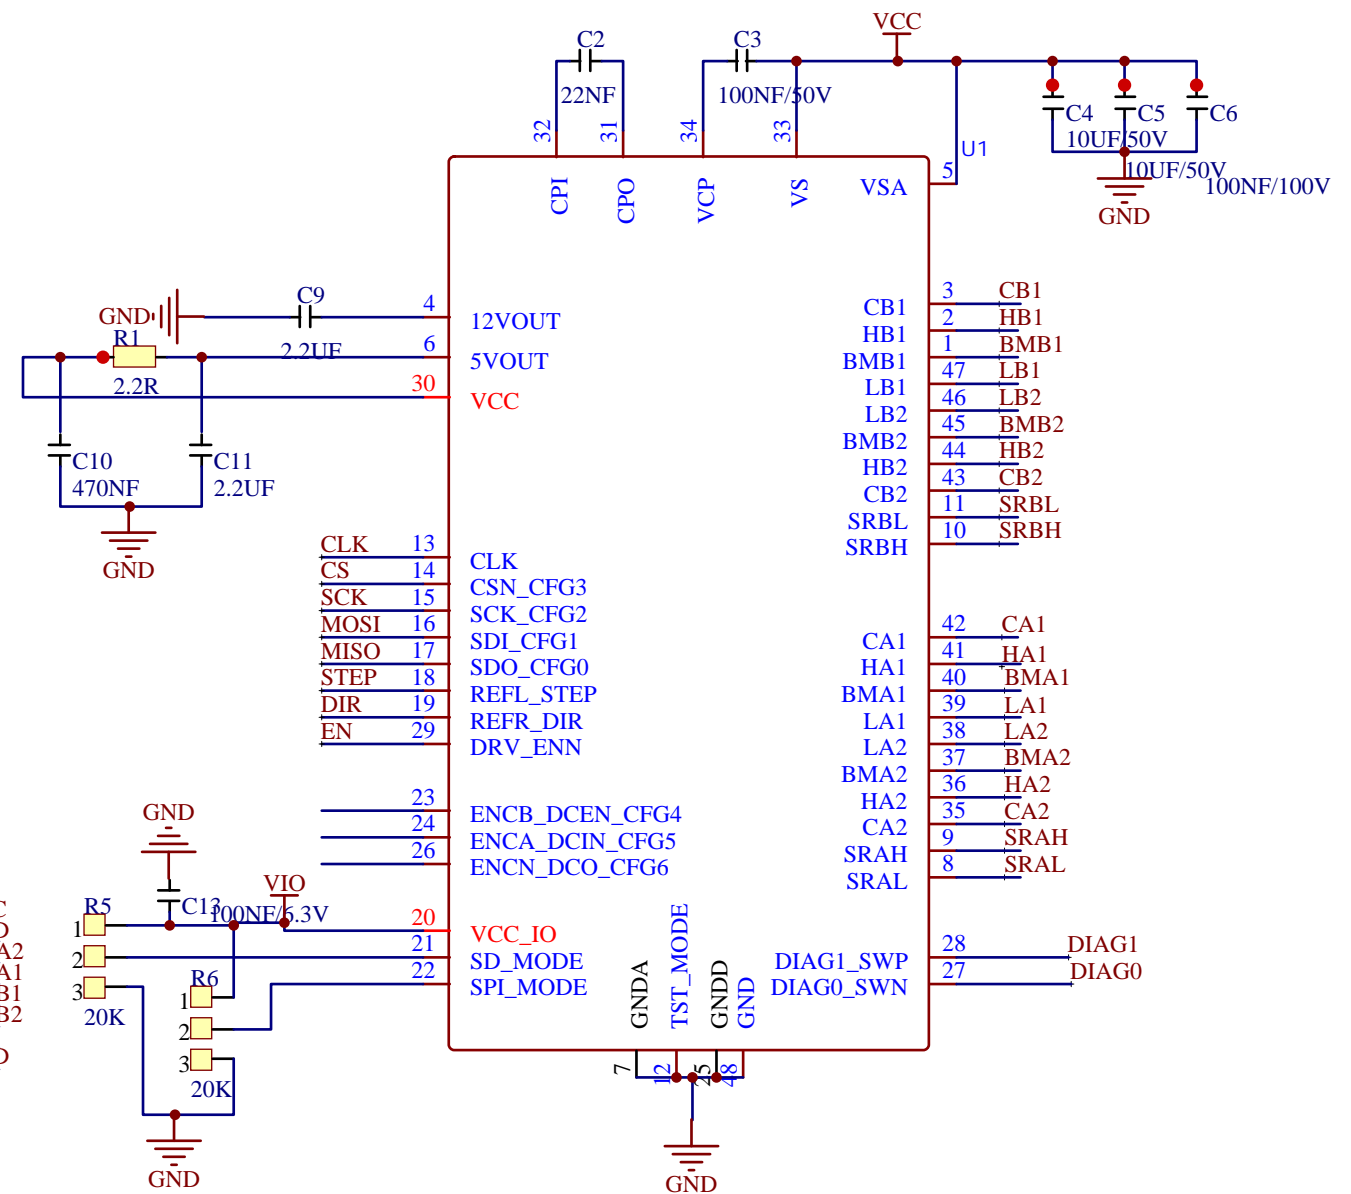 VCC
C2
C3
22NF
100NF/50V
C4
C5
C6
10UF/50V
10UF/50V
100NF/100V
GND
32
31
34
33
U1
5
CPI
CPO
VCP
VS
VSA
GND
C9
2.2UF
4
12VOUT
R1
2.2R
6
5VOUT
30
VCC
C10
470NF
C11
2.2UF
GND
3
CB1
CB1
2
HB1
HB1
1
BMB1
BMB1
47
LB1
LB1
46
LB2
LB2
45
BMB2
BMB2
44
HB2
HB2
43
CB2
CB2
11
SRBL
SRBL
10
SRBH
SRBH
CLK
13
CLK
CS
14
CSN_CFG3
SCK
15
SCK_CFG2
MOSI
16
SDI_CFG1
MISO
17
SDO_CFG0
STEP
18
REFL_STEP
DIR
19
REFR_DIR
EN
29
DRV_ENN
42
CA1
CA1
41
HA1
HA1
40
BMA1
BMA1
39
LA1
LA1
38
LA2
LA2
37
BMA2
BMA2
36
HA2
HA2
35
CA2
CA2
9
SRAH
SRAH
8
SRAL
SRAL
23
ENCB_DCEN_CFG4
24
ENCA_DCIN_CFG5
26
ENCN_DCO_CFG6
GND
C13
100NF/6.3V
VIO
20
VCC_IO
21
SD_MODE
22
SPI_MODE
R5
1
2
3
20K
R6
1
2
3
20K
GND
A2
A1
B1
B2
28
DIAG1_SWP
DIAG1
27
DIAG0_SWN
DIAG0
GNDA
TST_MODE
GNDD
GND
7
12
25
48
GND